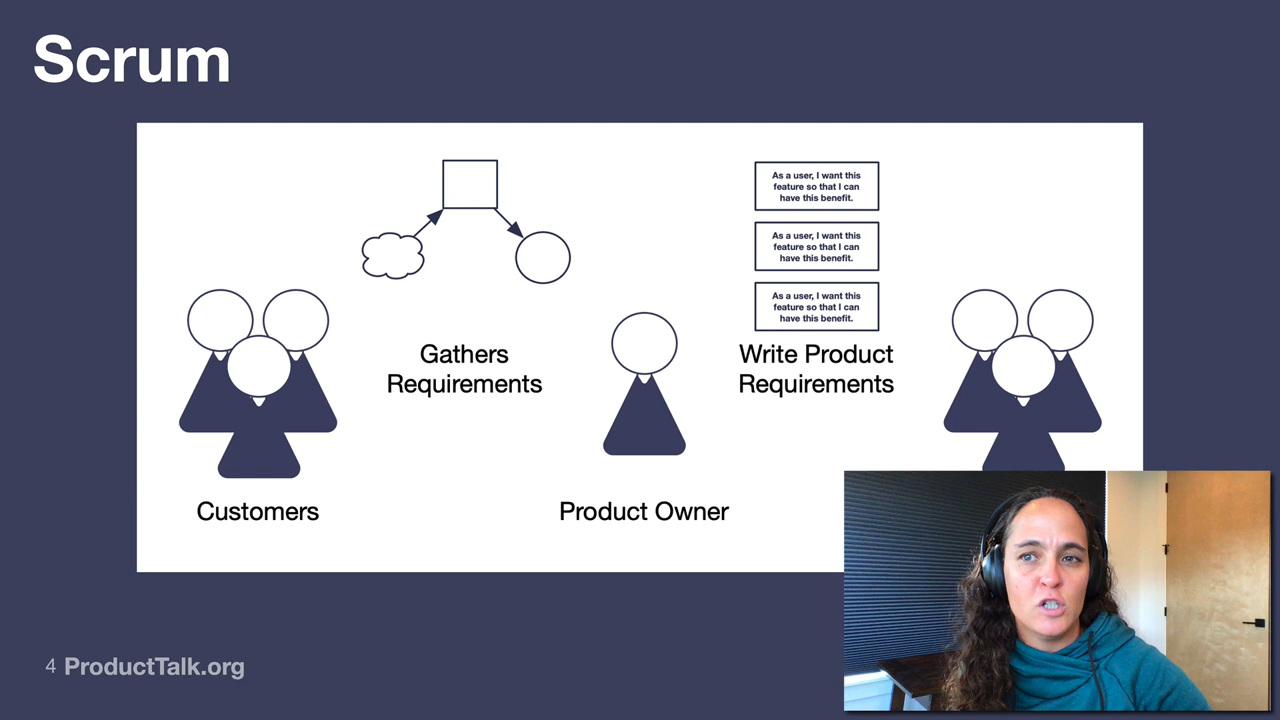 Scrum
As a user, I want this
feature so that I can
have this benefit.
As a user, I want this
feature so that I can
have this benefit.
As a user, I want this
feature so that I can
have this benefit.
Gathers
Requirements
Write Product
Requirements
Customers
Product Owner
4 ProductTalk.org